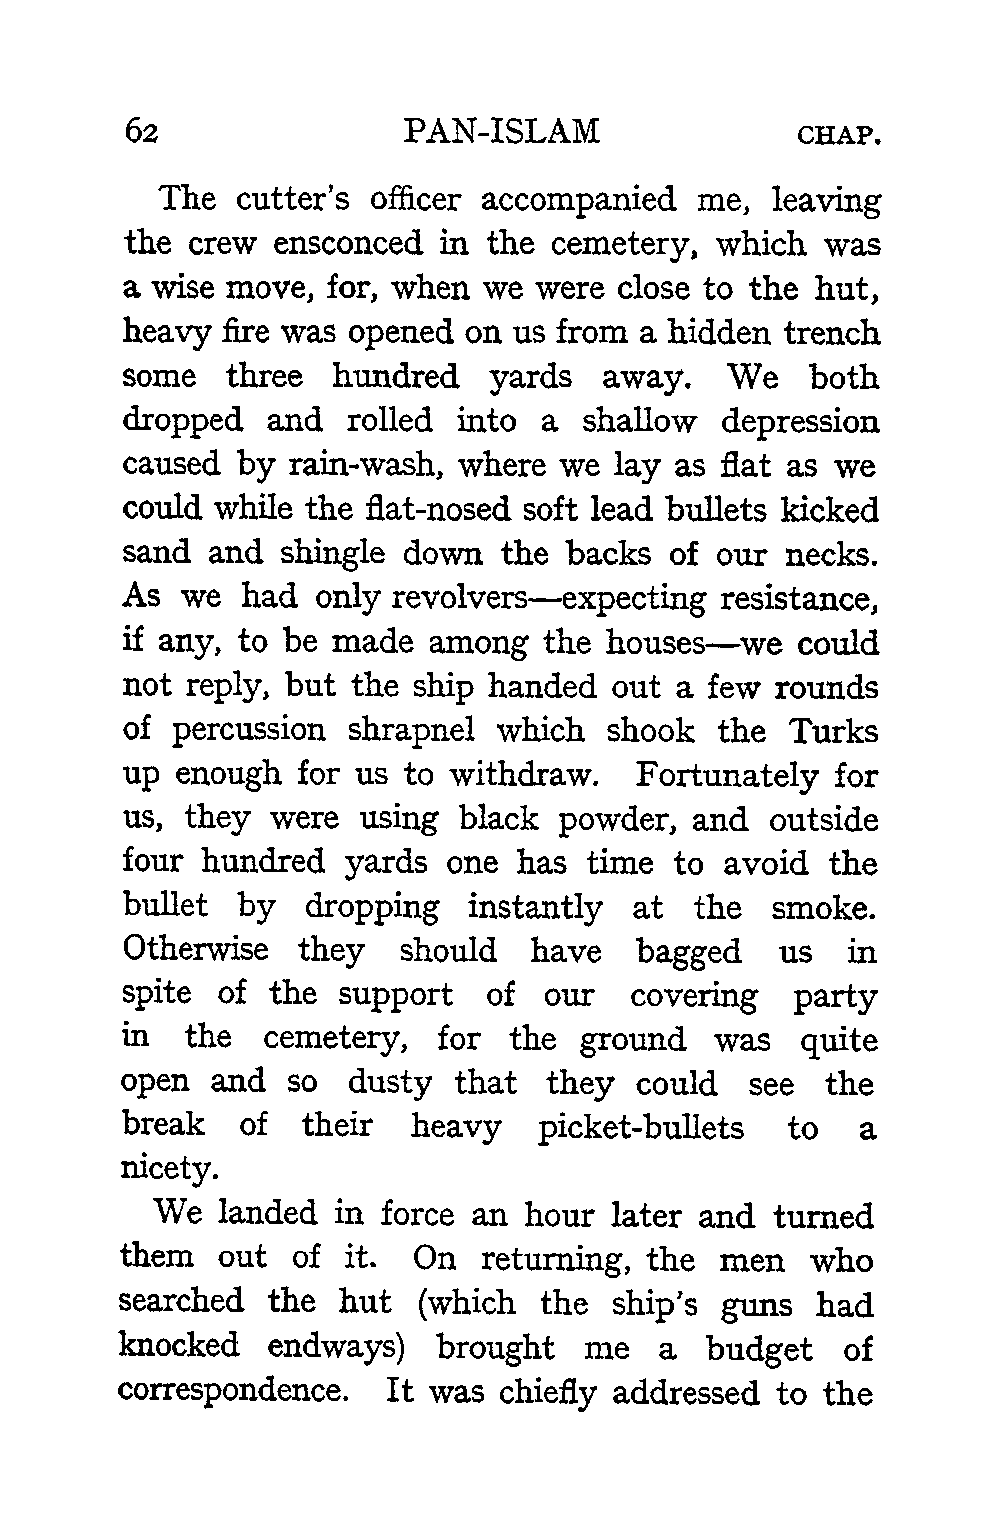 62 PAN-ISLAM CHAP.
The cutter's officer accompanied me, leaving
the crew ensconced in the cemetery, which was
a wise move, for, when we were close to the hut,
heavy fire was opened on us from a hidden trench
some three hundred yards away. We both
dropped and rolled into a shallow depression
caused by rain-wash, where we lay as flat as we
could while the flat-nosed soft lead bullets kicked
sand and shingle down the backs of our necks.
As we had only revolvers—expecting resistance,
if any, to be made among the houses—we could
not reply, but the ship handed out a few rounds
of percussion shrapnel which shook the Turks
up enough for us to withdraw. Fortunately for
us, they were using black powder, and outside
four hundred yards one has time to avoid the
bullet by dropping instantly at the smoke.
Otherwise they should have bagged us in
spite of the support of our covering party
in the cemetery, for the ground was quite
open and so dusty that they could see the
break of their heavy picket-bullets to a
nicety.
We landed in force an hour later and turned
them out of it. On returning, the men who
searched the hut (which the ship's guns had
knocked endways) brought me a budget of
correspondence. It was chiefly addressed to the